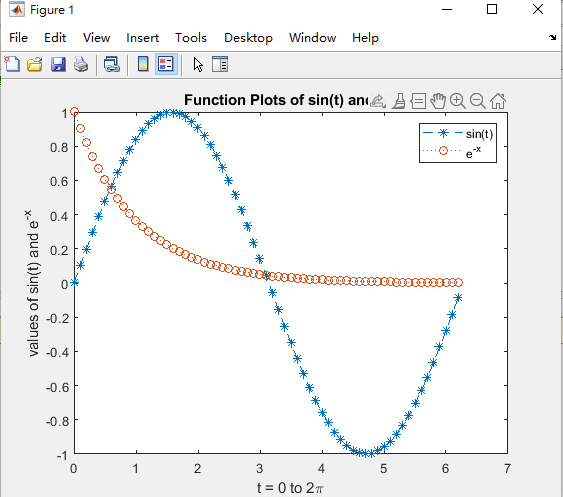 Figure 1
File Edit View Insert Tools Desktop Window Help
Function Plots of sin(t) and
1
0.8
0.6
0.4
0.2
0
-0.2
-0.4
-0.6
-0.8
-1
values of sin(t) and e^-x
sin(t)
e^-x
0 1 2 3 4 5 6 7
t = 0 to 2π